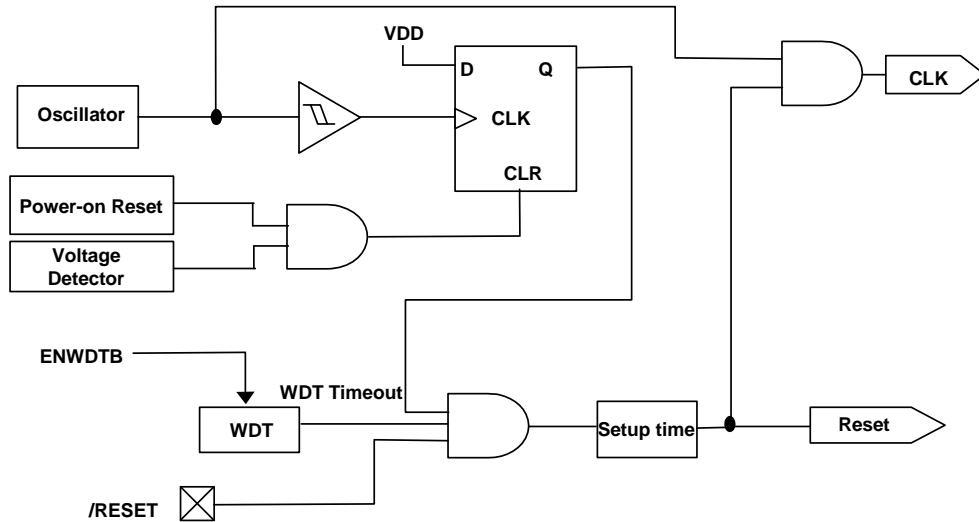 VDD
D
Q
Oscillator
CLK
CLK
CLR
Power-on Reset
Voltage
Detector
ENWDTB
WDT Timeout
WDT
Setup time
Reset
/RESET